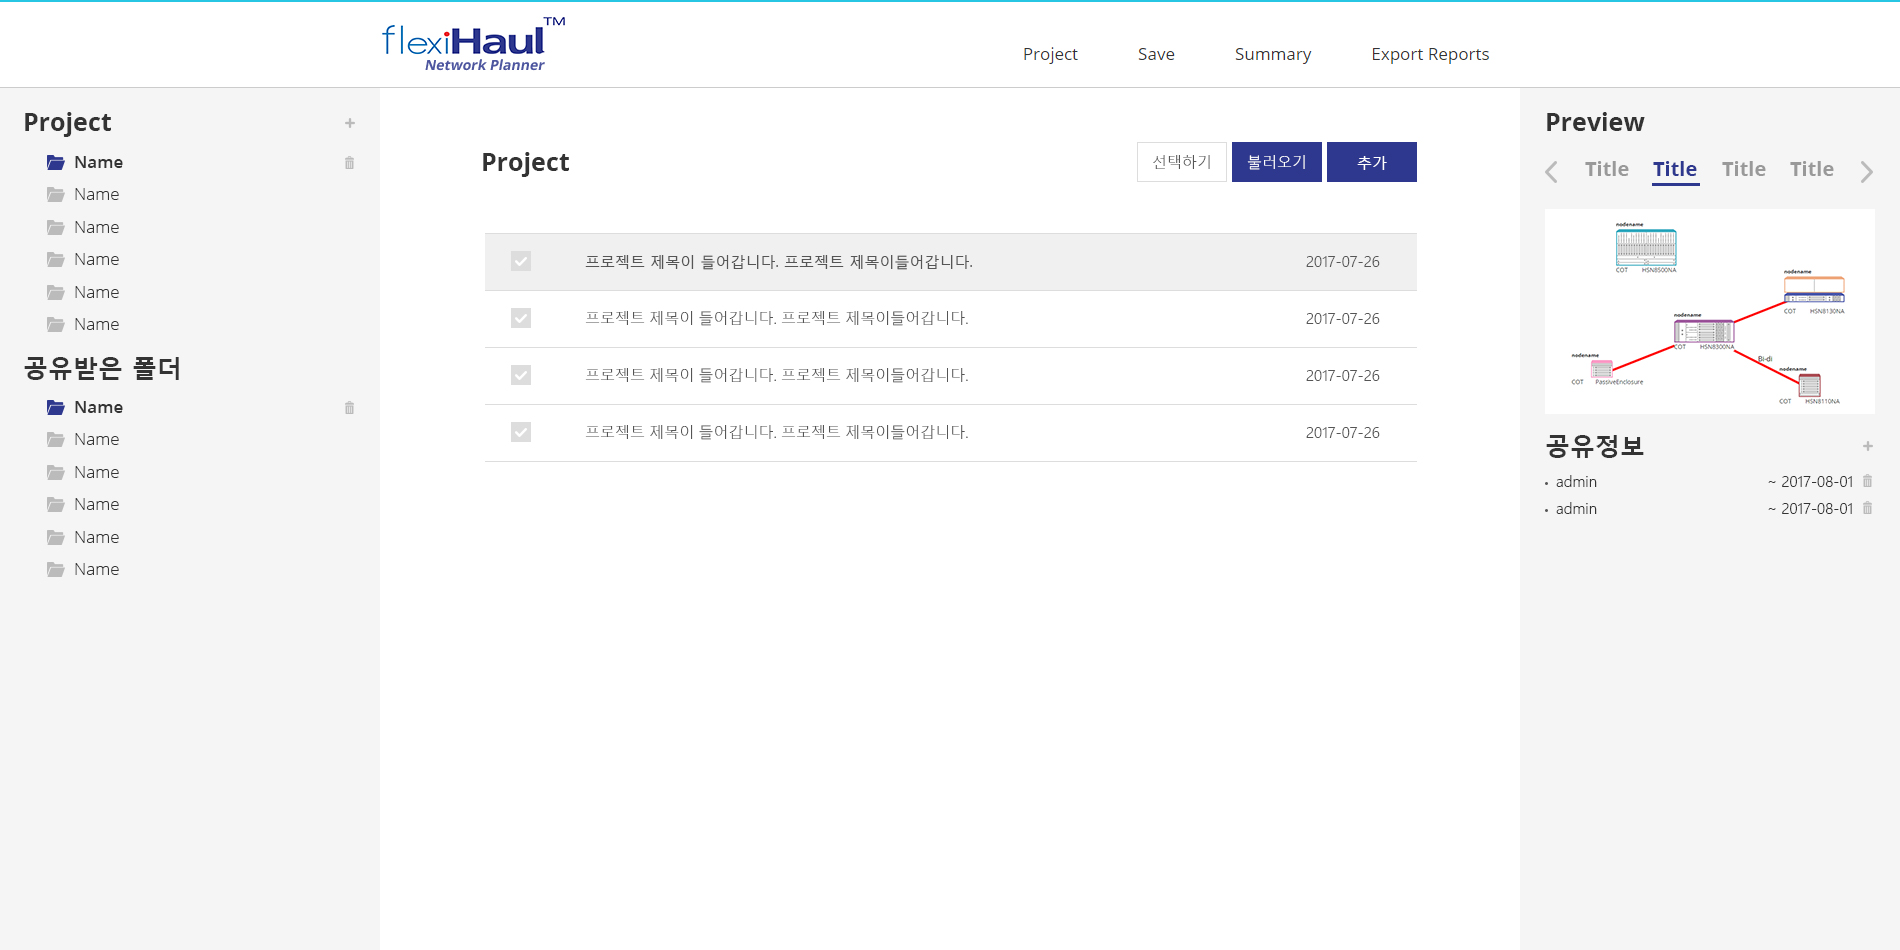 flexiHaul™
Network Planner
Project
Save
Summary
Export Reports
Project
Name
Name
Name
Name
Name
Name
공유받은 폴더
Name
Name
Name
Name
Name
Name
Project
선택하기
불러오기
추가
프로젝트 제목이 들어갑니다. 프로젝트 제목이들어갑니다.
2017-07-26
프로젝트 제목이 들어갑니다. 프로젝트 제목이들어갑니다.
2017-07-26
프로젝트 제목이 들어갑니다. 프로젝트 제목이들어갑니다.
2017-07-26
프로젝트 제목이 들어갑니다. 프로젝트 제목이들어갑니다.
2017-07-26
Preview
Title
Title
Title
Title
nodename
COT HSN8500NA
nodename
COT HSN8130NA
nodename
COT HSN8300NA
nodename
COT PassiveEnclosure
Bi-di
nodename
COT HSN8110NA
공유정보
• admin ~ 2017-08-01
• admin ~ 2017-08-01